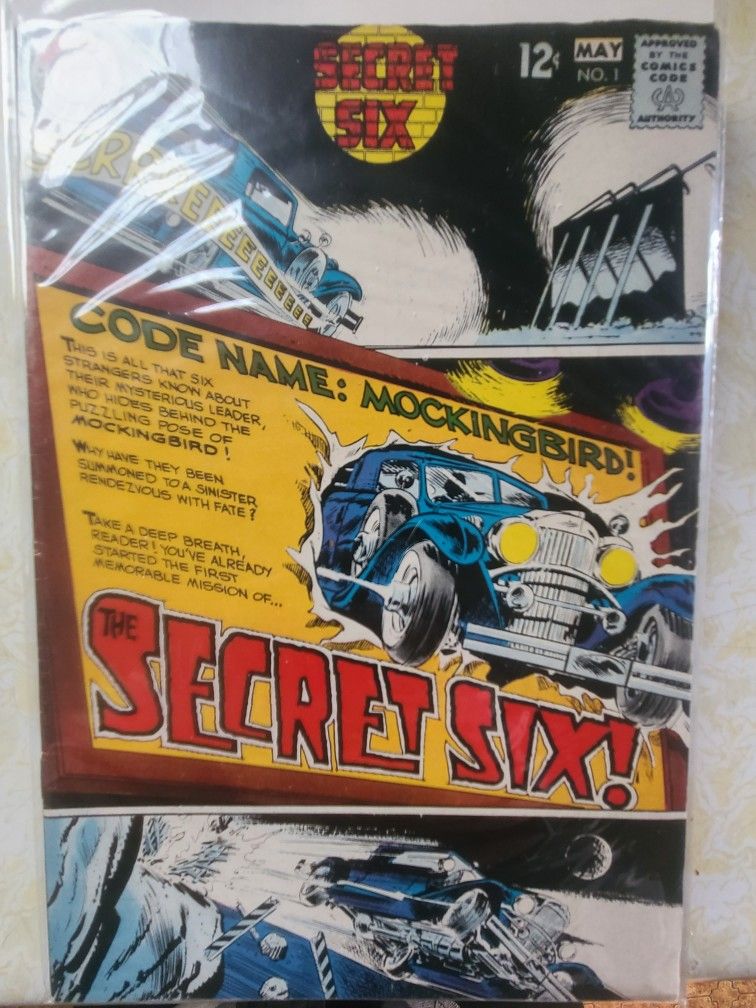 SECRET
SIX
12¢
MAY
NO. 1
APPROVED
BY THE
COMICS
CODE
CA
AUTHORITY
CODE NAME: MOCKINGBIRD!
THIS IS ALL THAT SIX
STRANGERS KNOW ABOUT
THEIR MYSTERIOUS LEADER,
WHO HIDES BEHIND THE
PUZZLING POSE OF
MOCKINGBIRD!
WHY HAVE THEY BEEN
SUMMONED TO A SINISTER
RENDEZVOUS WITH FATE?
TAKE A DEEP BREATH,
READER! YOU'VE ALREADY
STARTED THE FIRST
MEMORABLE MISSION OF...
THE
SECRET SIX!